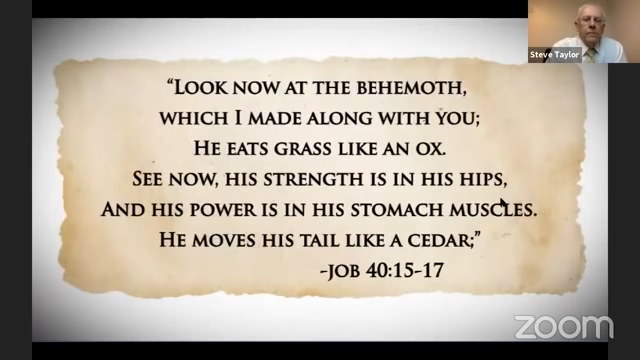 Steve Taylor
“LOOK NOW AT THE BEHEMOTH,
WHICH I MADE ALONG WITH YOU;
HE EATS GRASS LIKE AN OX.
SEE NOW, HIS STRENGTH IS IN HIS HIPS,
AND HIS POWER IS IN HIS STOMACH MUSCLES.
HE MOVES HIS TAIL LIKE A CEDAR;”
-JOB 40:15-17
zoom